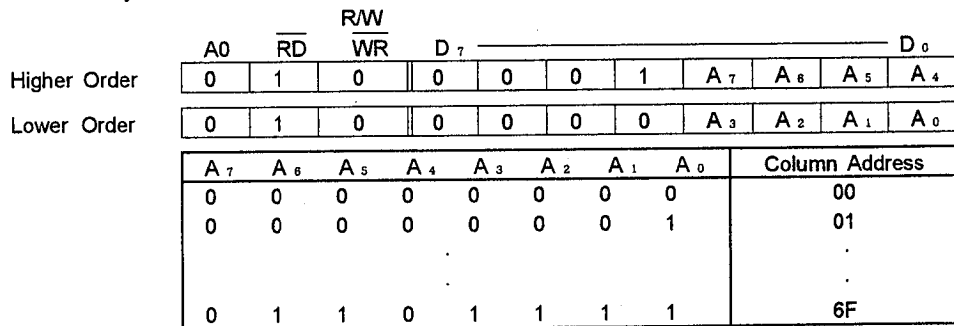 R/W
A0 RD WR D7 D0
Higher Order 0 1 0 0 0 0 1 A7 A6 A5 A4
Lower Order 0 1 0 0 0 0 0 A3 A2 A1 A0
A7 A6 A5 A4 A3 A2 A1 A0 Column Address
0 0 0 0 0 0 0 0 00
0 0 0 0 0 0 0 1 01
. .
. .
0 1 1 0 1 1 1 1 6F